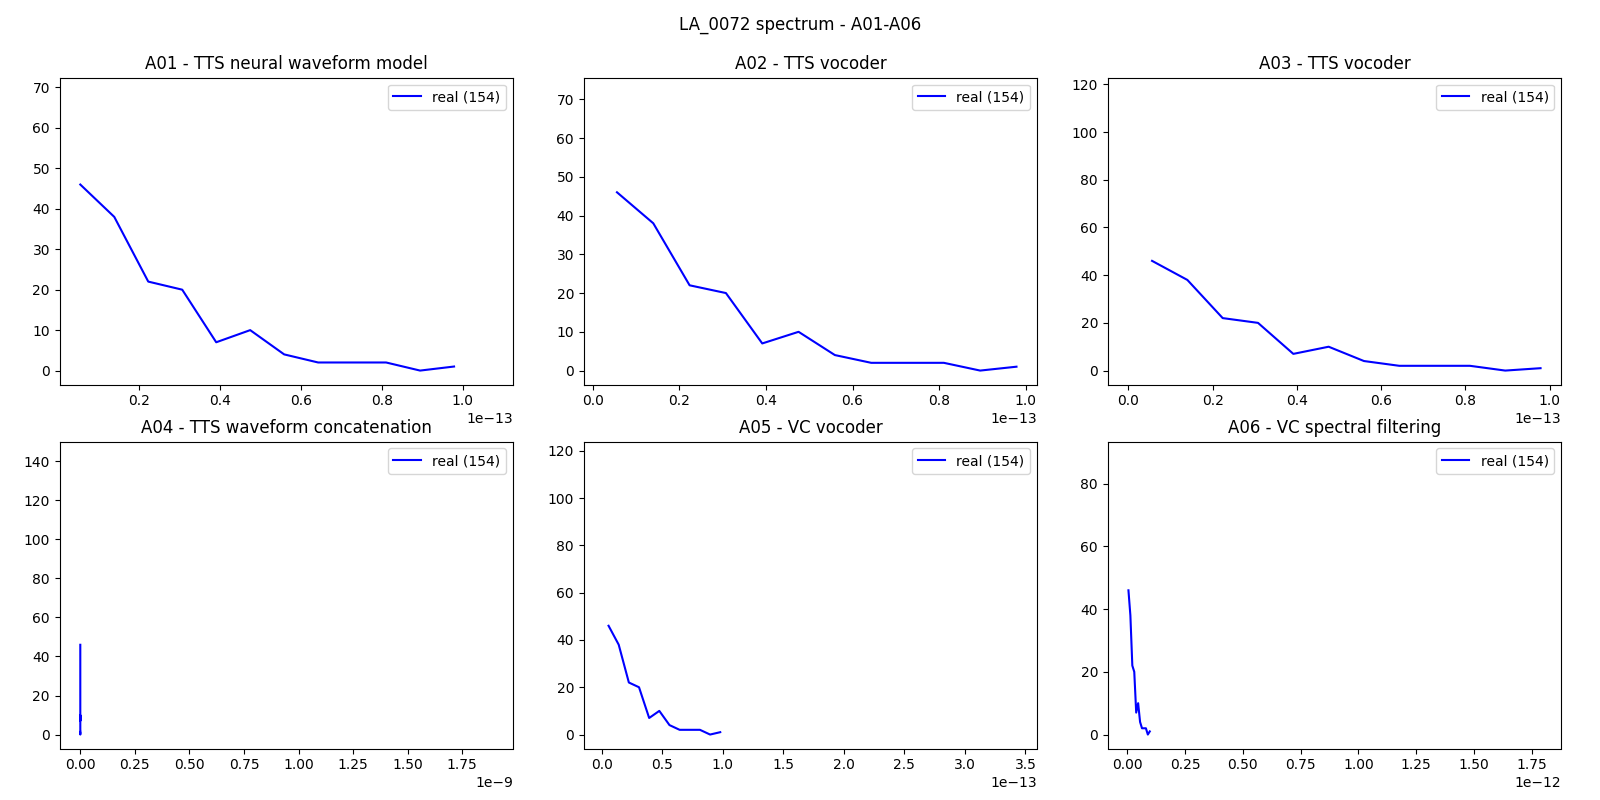 LA_0072 spectrum - A01-A06
A01 - TTS neural waveform model
70
60
50
40
30
20
10
0
real (154)
0.2 0.4 0.6 0.8 1.0
1e−13
A02 - TTS vocoder
70
60
50
40
30
20
10
0
real (154)
0.0 0.2 0.4 0.6 0.8 1.0
1e−13
A03 - TTS vocoder
120
100
80
60
40
20
0
real (154)
0.0 0.2 0.4 0.6 0.8 1.0
1e−13
A04 - TTS waveform concatenation
140
120
100
80
60
40
20
0
real (154)
0.00 0.25 0.50 0.75 1.00 1.25 1.50 1.75
1e−9
A05 - VC vocoder
120
100
80
60
40
20
0
real (154)
0.0 0.5 1.0 1.5 2.0 2.5 3.0 3.5
1e−13
A06 - VC spectral filtering
80
60
40
20
0
real (154)
0.00 0.25 0.50 0.75 1.00 1.25 1.50 1.75
1e−12